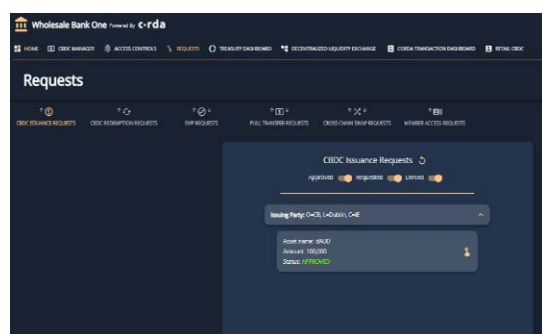 Wholesale Bank One Powered By c·rda
HOME CBDC MANAGER ACCESS CONTROLS REQUESTS TREASURY DASHBOARD DECENTRALIZED LIQUIDITY EXCHANGE CORDA TRANSACTION DASHBOARD RETAIL CBDC
Requests
CBDC ISSUANCE REQUESTS CBDC REDEMPTION REQUESTS DVP REQUESTS PULL TRANSFER REQUESTS CROSS CHAIN SWAP REQUESTS MEMBER ACCESS REQUESTS
CBDC Issuance Requests
Approved Requested Denied
Issuing Party: O=CB, L=Dublin, C=IE
Asset name: dAUD
Amount: 100,000
Status: APPROVED